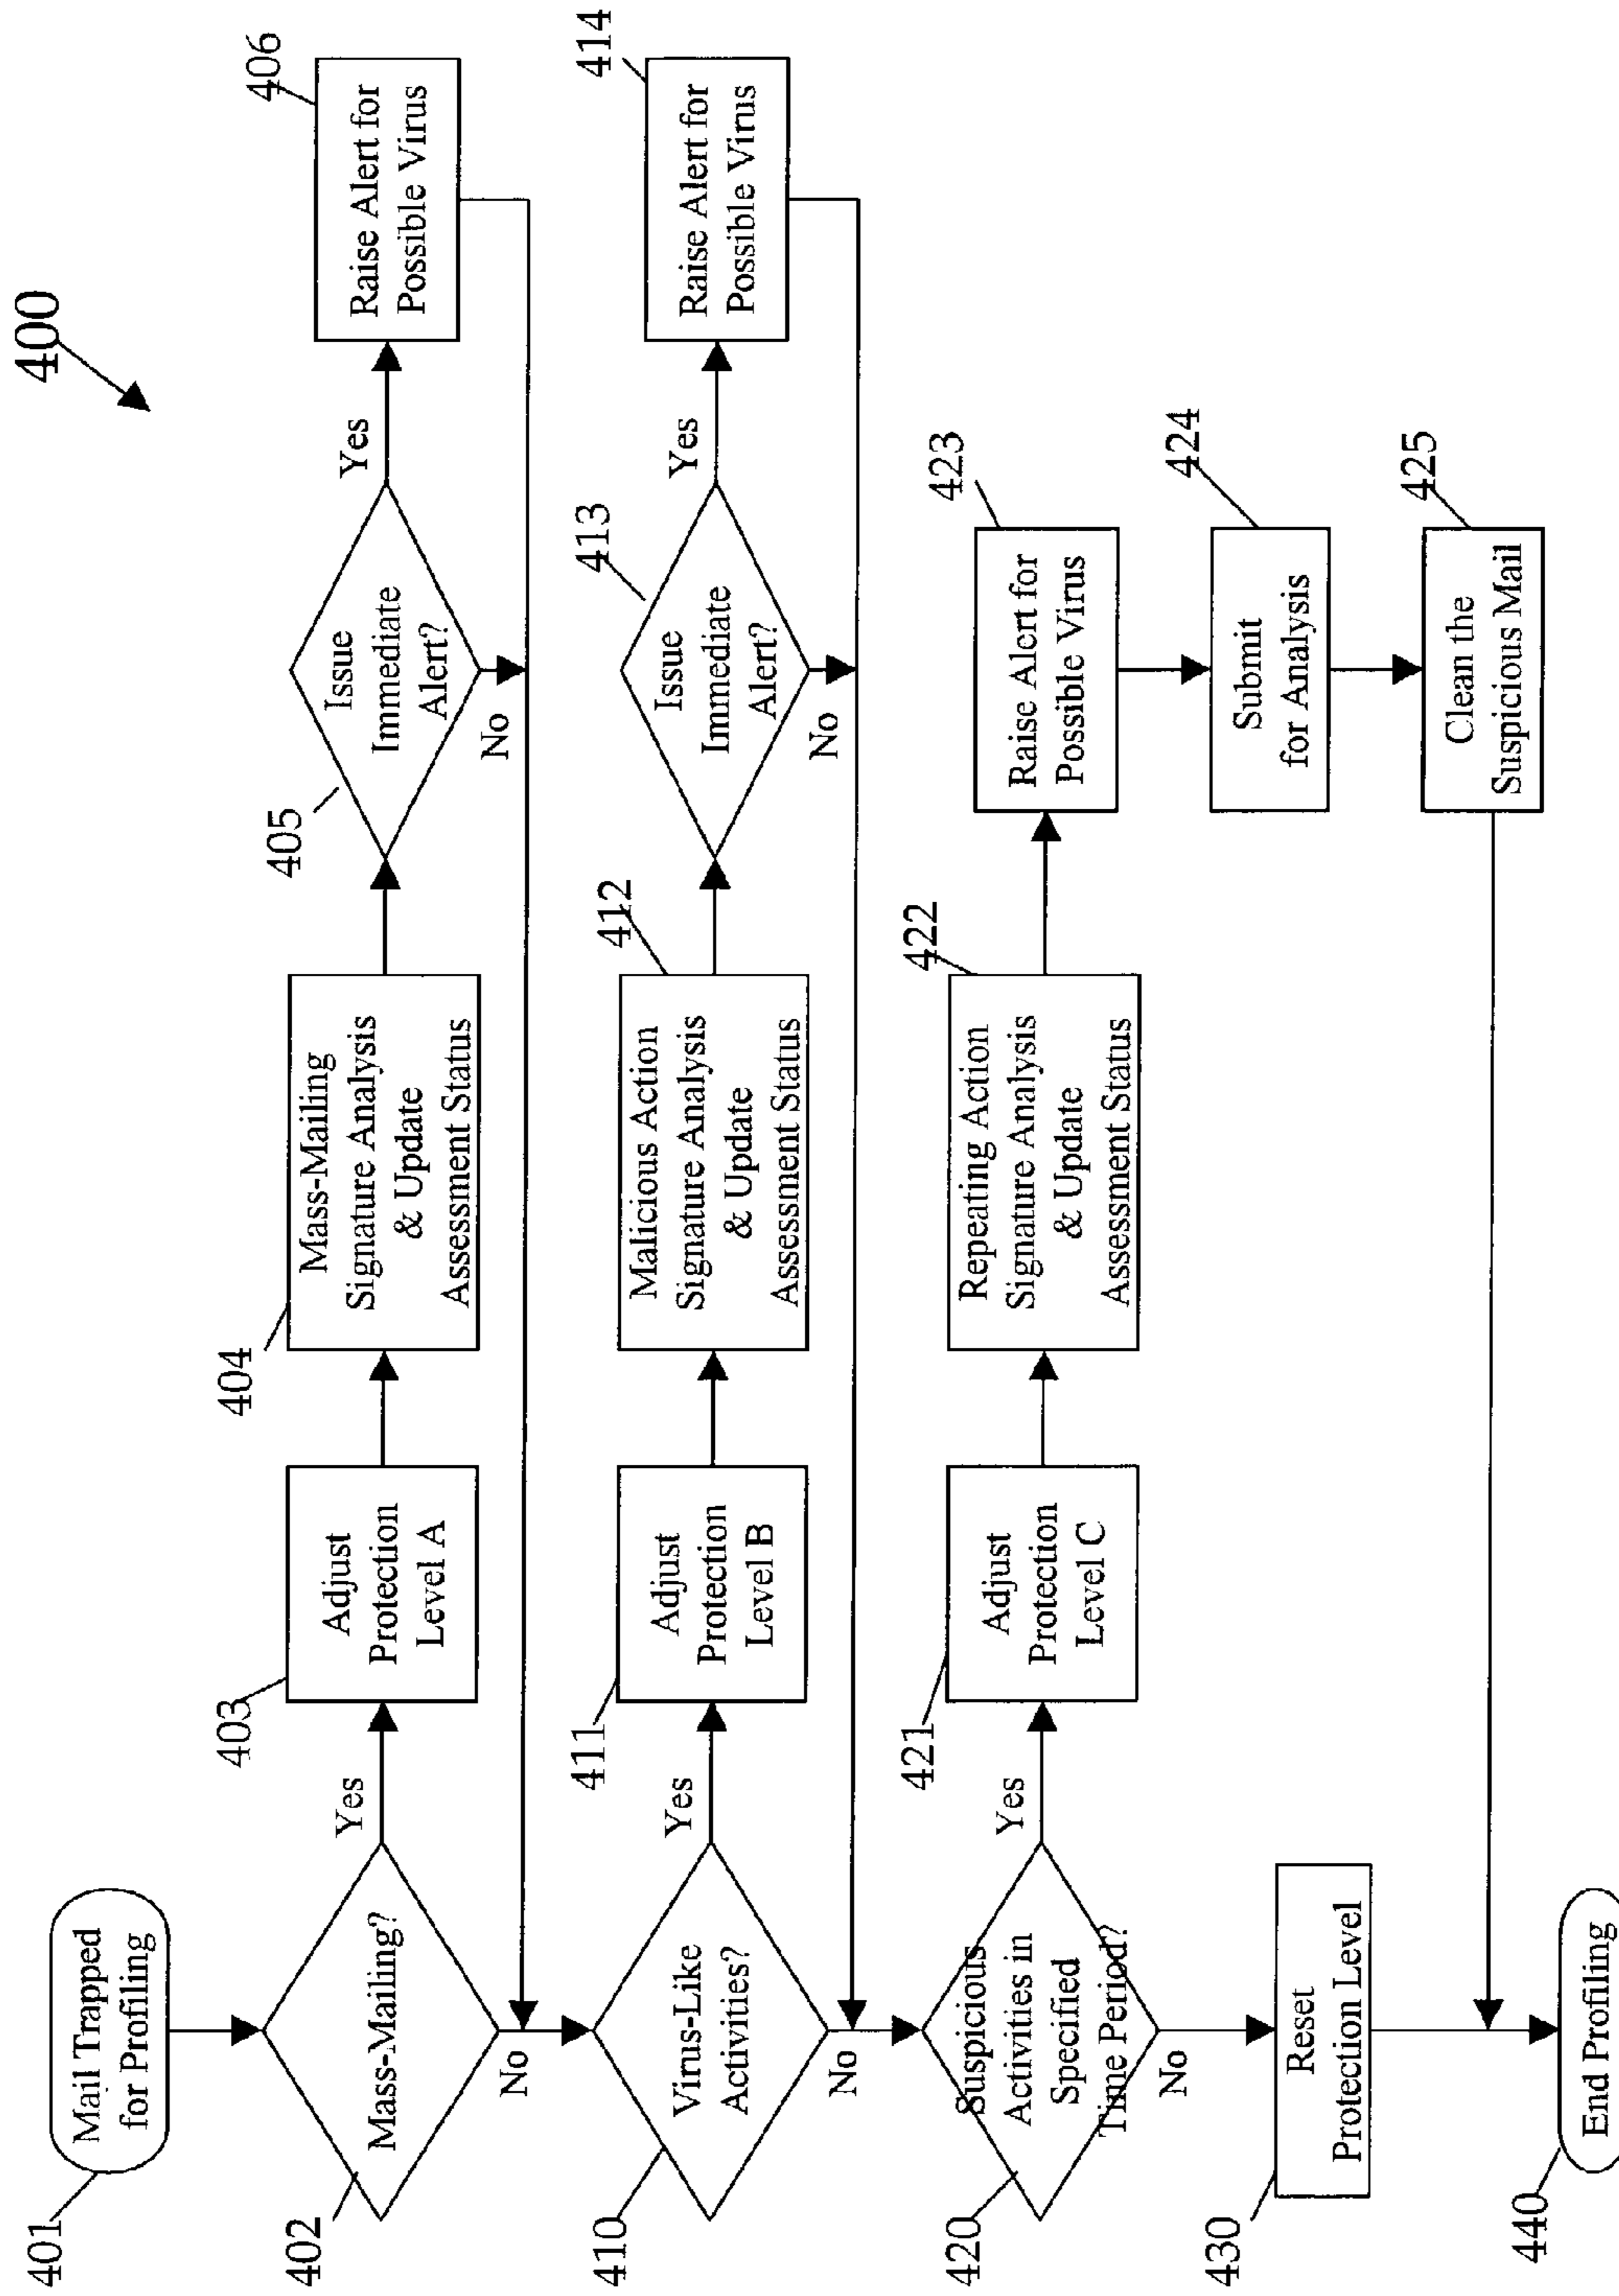 400
401
Mail Trapped
for Profiling
402
Mass-Mailing?
Yes
No
403
Adjust
Protection
Level A
404
Mass-Mailing
Signature Analysis
& Update
Assessment Status
405
Issue
Immediate
Alert?
Yes
No
406
Raise Alert for
Possible Virus
410
Virus-Like
Activities?
Yes
No
411
Adjust
Protection
Level B
412
Malicious Action
Signature Analysis
& Update
Assessment Status
413
Issue
Immediate
Alert?
Yes
No
414
Raise Alert for
Possible Virus
420
Suspicious
Activities in
Specified
Time Period?
Yes
No
421
Adjust
Protection
Level C
422
Repeating Action
Signature Analysis
& Update
Assessment Status
423
Raise Alert for
Possible Virus
424
Submit
for Analysis
425
Clean the
Suspicious Mail
430
Reset
Protection Level
440
End Profiling